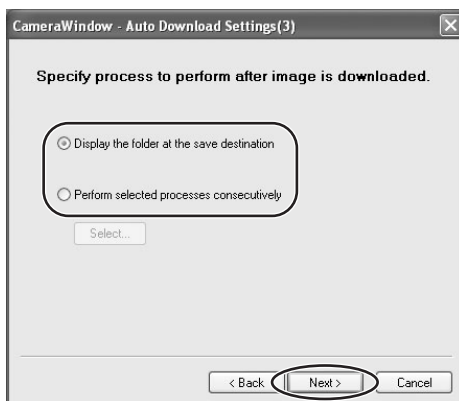 CameraWindow - Auto Download Settings(3)
Specify process to perform after image is downloaded.
Display the folder at the save destination
Perform selected processes consecutively
Select...
< Back Next > Cancel